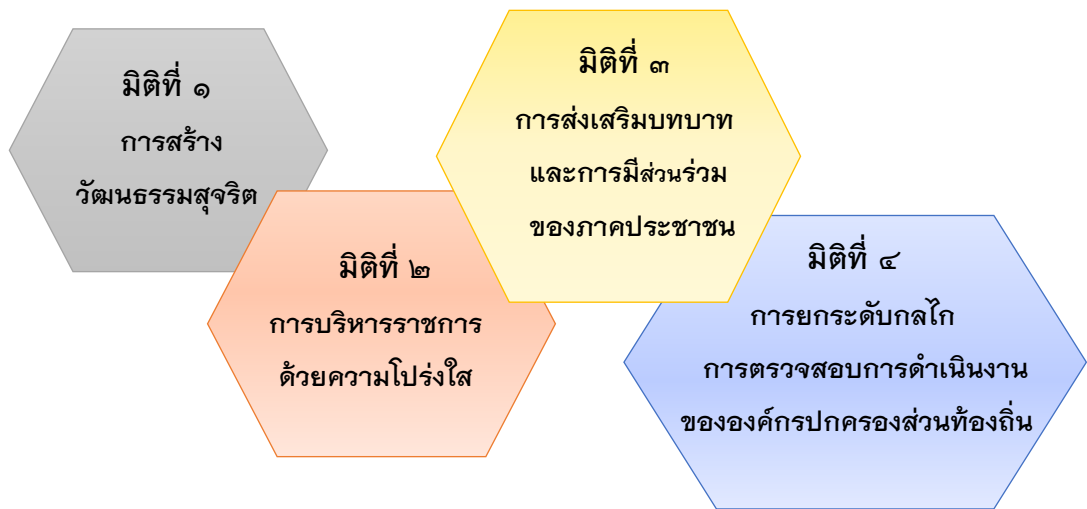 มิติที่ ๑
การสร้าง
วัฒนธรรมสุจริต
มิติที่ ๒
การบริหารราชการ
ด้วยความโปร่งใส
มิติที่ ๓
การส่งเสริมบทบาท
และการมีส่วนร่วม
ของภาคประชาชน
มิติที่ ๔
การยกระดับกลไก
การตรวจสอบการดำเนินงาน
ขององค์กรปกครองส่วนท้องถิ่น